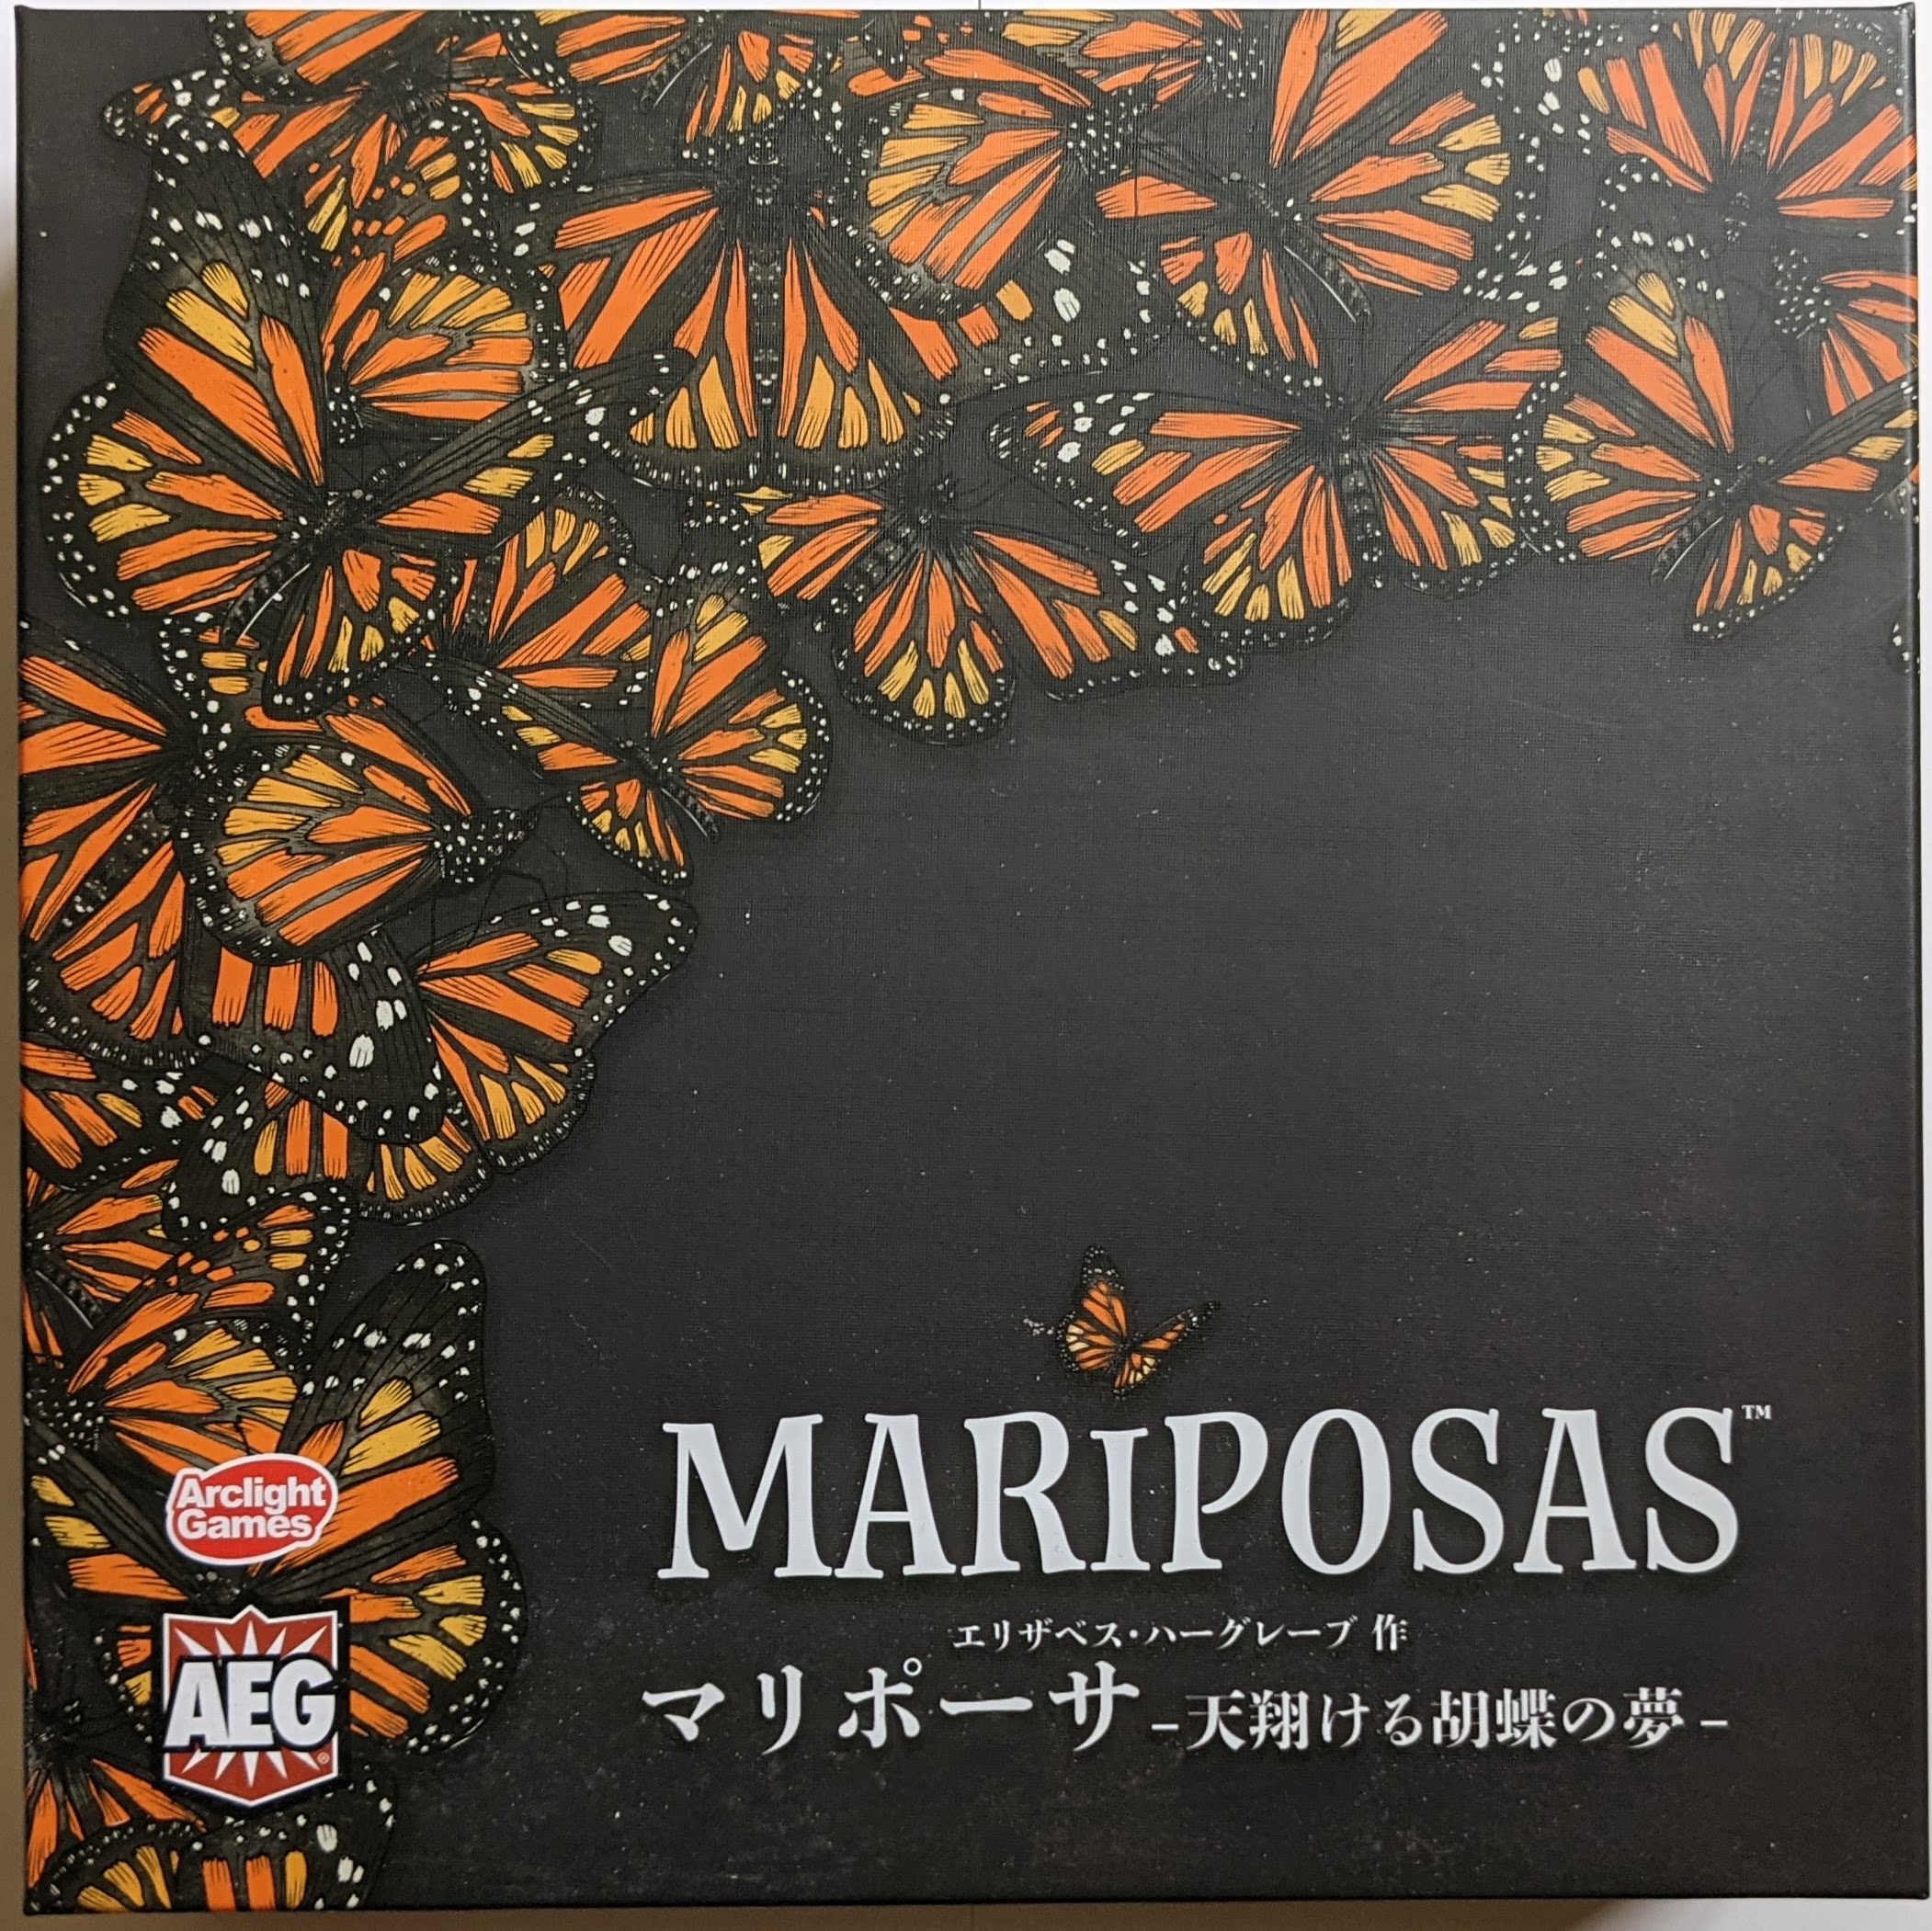 MARIPOSAS™
エリザベス・ハーグレーブ 作
マリポーサ -天翔ける胡蝶の夢-
Arclight
Games
AEG®